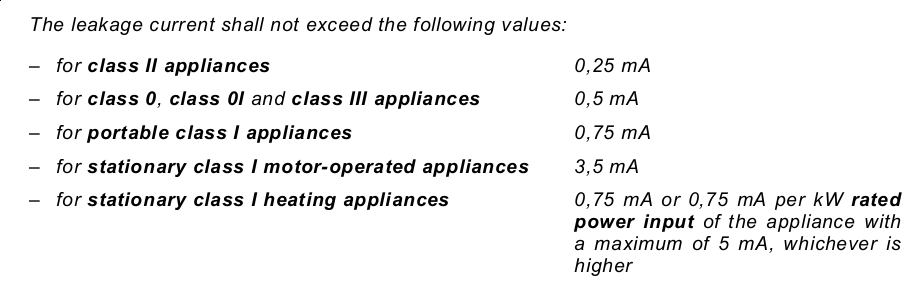 The leakage current shall not exceed the following values:
– for class II appliances 0,25 mA
– for class 0, class 0I and class III appliances 0,5 mA
– for portable class I appliances 0,75 mA
– for stationary class I motor-operated appliances 3,5 mA
– for stationary class I heating appliances 0,75 mA or 0,75 mA per kW rated
power input of the appliance with
a maximum of 5 mA, whichever is
higher